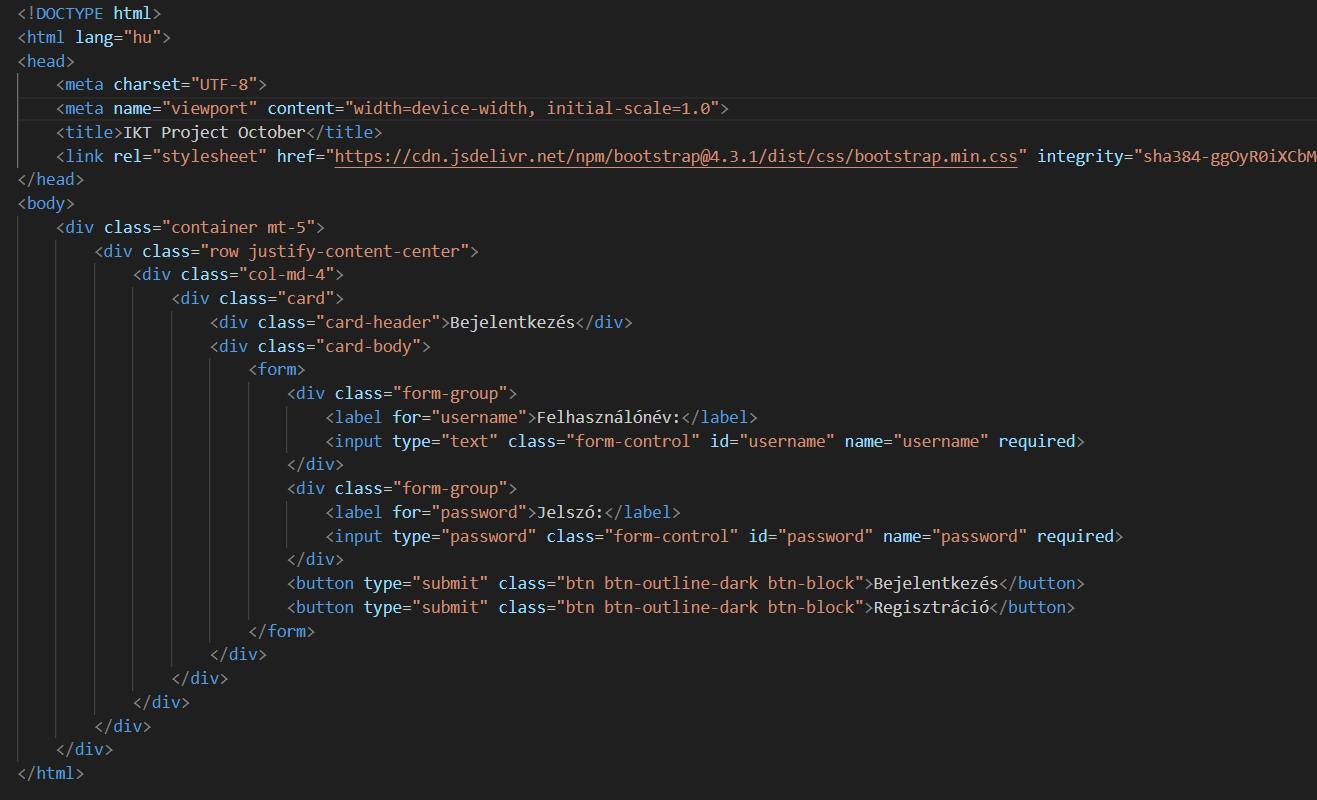 <!DOCTYPE html>
<html lang="hu">
<head>
    <meta charset="UTF-8">
    <meta name="viewport" content="width=device-width, initial-scale=1.0">
    <title>IKT Project October</title>
    <link rel="stylesheet" href="https://cdn.jsdelivr.net/npm/bootstrap@4.3.1/dist/css/bootstrap.min.css" integrity="sha384-ggOyR0iXCbM
</head>
<body>
    <div class="container mt-5">
        <div class="row justify-content-center">
            <div class="col-md-4">
                <div class="card">
                    <div class="card-header">Bejelentkezés</div>
                    <div class="card-body">
                        <form>
                            <div class="form-group">
                                <label for="username">Felhasználónév:</label>
                                <input type="text" class="form-control" id="username" name="username" required>
                            </div>
                            <div class="form-group">
                                <label for="password">Jelszó:</label>
                                <input type="password" class="form-control" id="password" name="password" required>
                            </div>
                            <button type="submit" class="btn btn-outline-dark btn-block">Bejelentkezés</button>
                            <button type="submit" class="btn btn-outline-dark btn-block">Regisztráció</button>
                        </form>
                    </div>
                </div>
            </div>
        </div>
    </div>
</html>